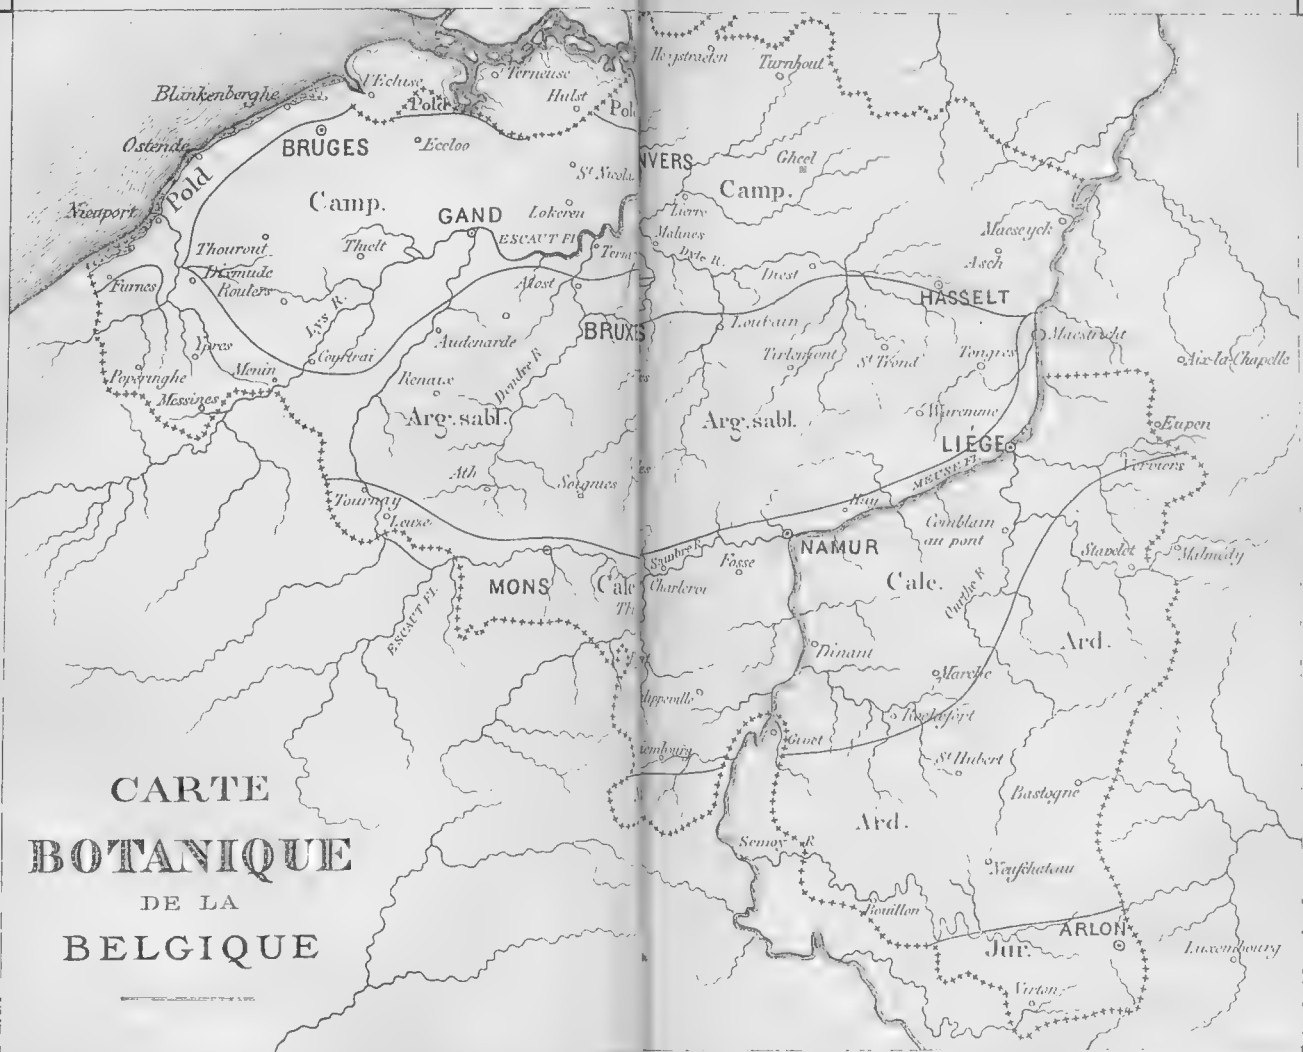 Turnhout
l'Ecluse
Terneuse
Blankenberghe
Pold
Hulst
Ostende
BRUGES
Eecloo
Gheel
NVERS
Camp.
Nieuport
Pold
Camp.
GAND
Lokeren
Lierre
ESCAUT Fl
Malines
Maeseyck
Thourout
Thielt
Dyle R.
Asch
Dixmude
Diest
Furnes
Roulers
Alost
HASSELT
Lys R.
BRUXE
Louvain
Maestricht
Ypres
Audenarde
Courtrai
Tirlemont
St Trond
Tongres
Aix-la-Chapelle
Poperinghe
Menin
Renaix
Dendre R
Messines
Arg. sabl.
Arg. sabl.
Waremme
Eupen
LIÉGE
Verviers
Ath
Soignies
MEUSE Fl.
Tournay
Huy
Leuze
Comblain
au pont
NAMUR
Stavelot
Malmédy
Sambre R
Fosse
MONS
Calc
Charleroi
Calc.
Ourthe R
ESCAUT Fl.
Ard.
Dinant
Marche
lippeville
Rochefort
Givet
St Hubert
Bastogne
CARTE
BOTANIQUE
DE LA
BELGIQUE
Ard.
Semoy R
Neufchateau
Bouillon
ARLON
Jur.
Luxembourg
Virton